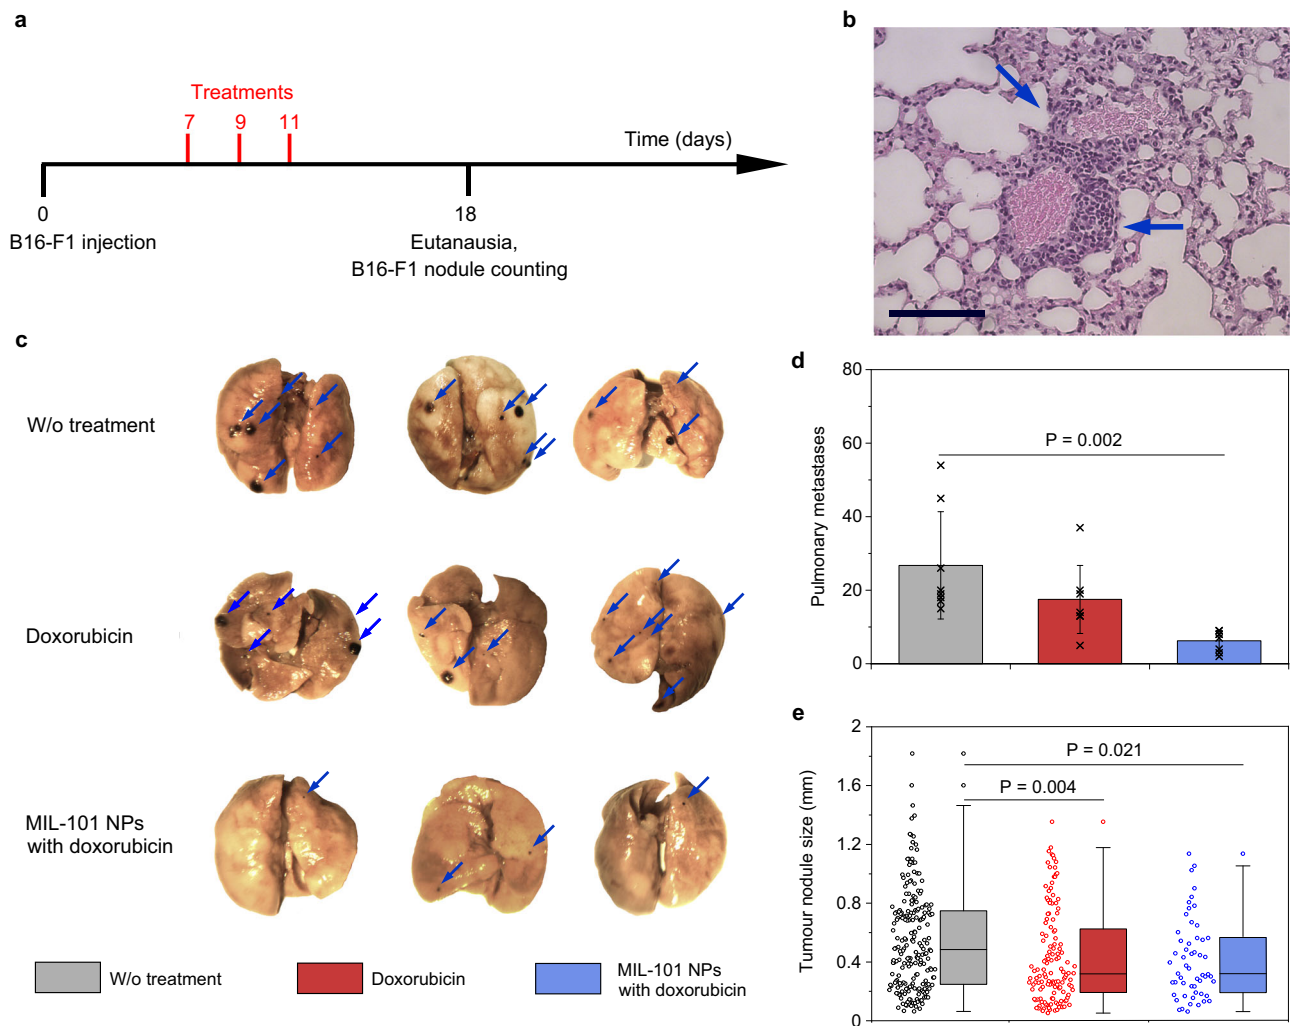 a
Treatments
7 9 11
Time (days)
0
18
B16-F1 injection
Eutanausia,
B16-F1 nodule counting
b
c
W/o treatment
Doxorubicin
MIL-101 NPs
with doxorubicin
d
80
60
40
20
0
Pulmonary metastases
P = 0.002
e
2
1.6
1.2
0.8
0.4
0
Tumour nodule size (mm)
P = 0.021
P = 0.004
W/o treatment
Doxorubicin
MIL-101 NPs
with doxorubicin